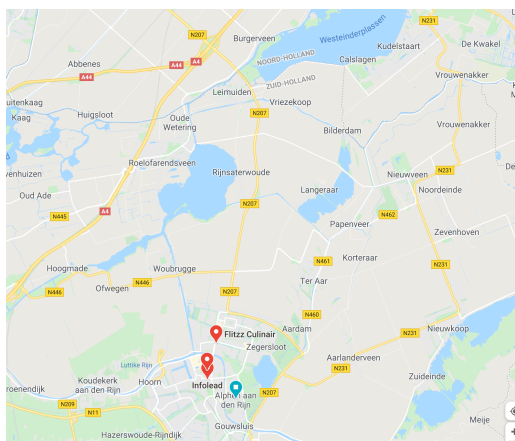 N231
Westeinderplassen
Kudelstaart
De Kwakel
N207
Burgerveen
NOORD-HOLLAND
Calslagen
Abbenes
A44
A4
ZUID-HOLLAND
Vrouwenakker
A44
Leimuiden
Kaag
Huigsloot
Vriezekoop
Oude
Wetering
N207
Bilderdam
Vrouwenakker
Roelofarendsveen
N231
Rijnsaterwoude
Nieuwveen
Langeraar
Noordeinde
Oud Ade
N207
A4
N445
N462
Papenveer
Zevenhoven
Hoogmade
Woubrugge
N461
Korteraar
N231
N446
Ofwegen
N446
Ter Aar
N207
N460
Aardam
Nieuwkoop
Flitzz Culinair
N231
Zegersloot
Aarlanderveen
Luttike Rijn
N231
Zuideinde
Koudekerk
aan den Rijn
Hoorn
Infolead
Alphen aan
den Rijn
N207
N209
N11
Gouwsluis
Meije
Hazerswoude-Rijndijk